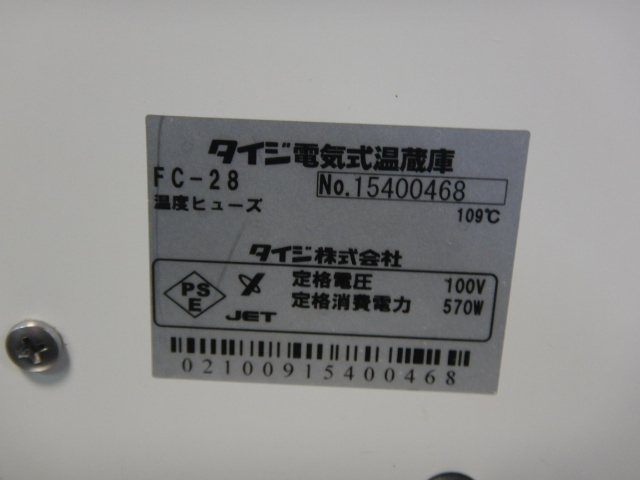 タイジ電気式温蔵庫
FC-28
No.15400468
温度ヒューズ 109℃
タイジ株式会社
PS
E
JET
定格電圧 100V
定格消費電力 570W
02100915400468